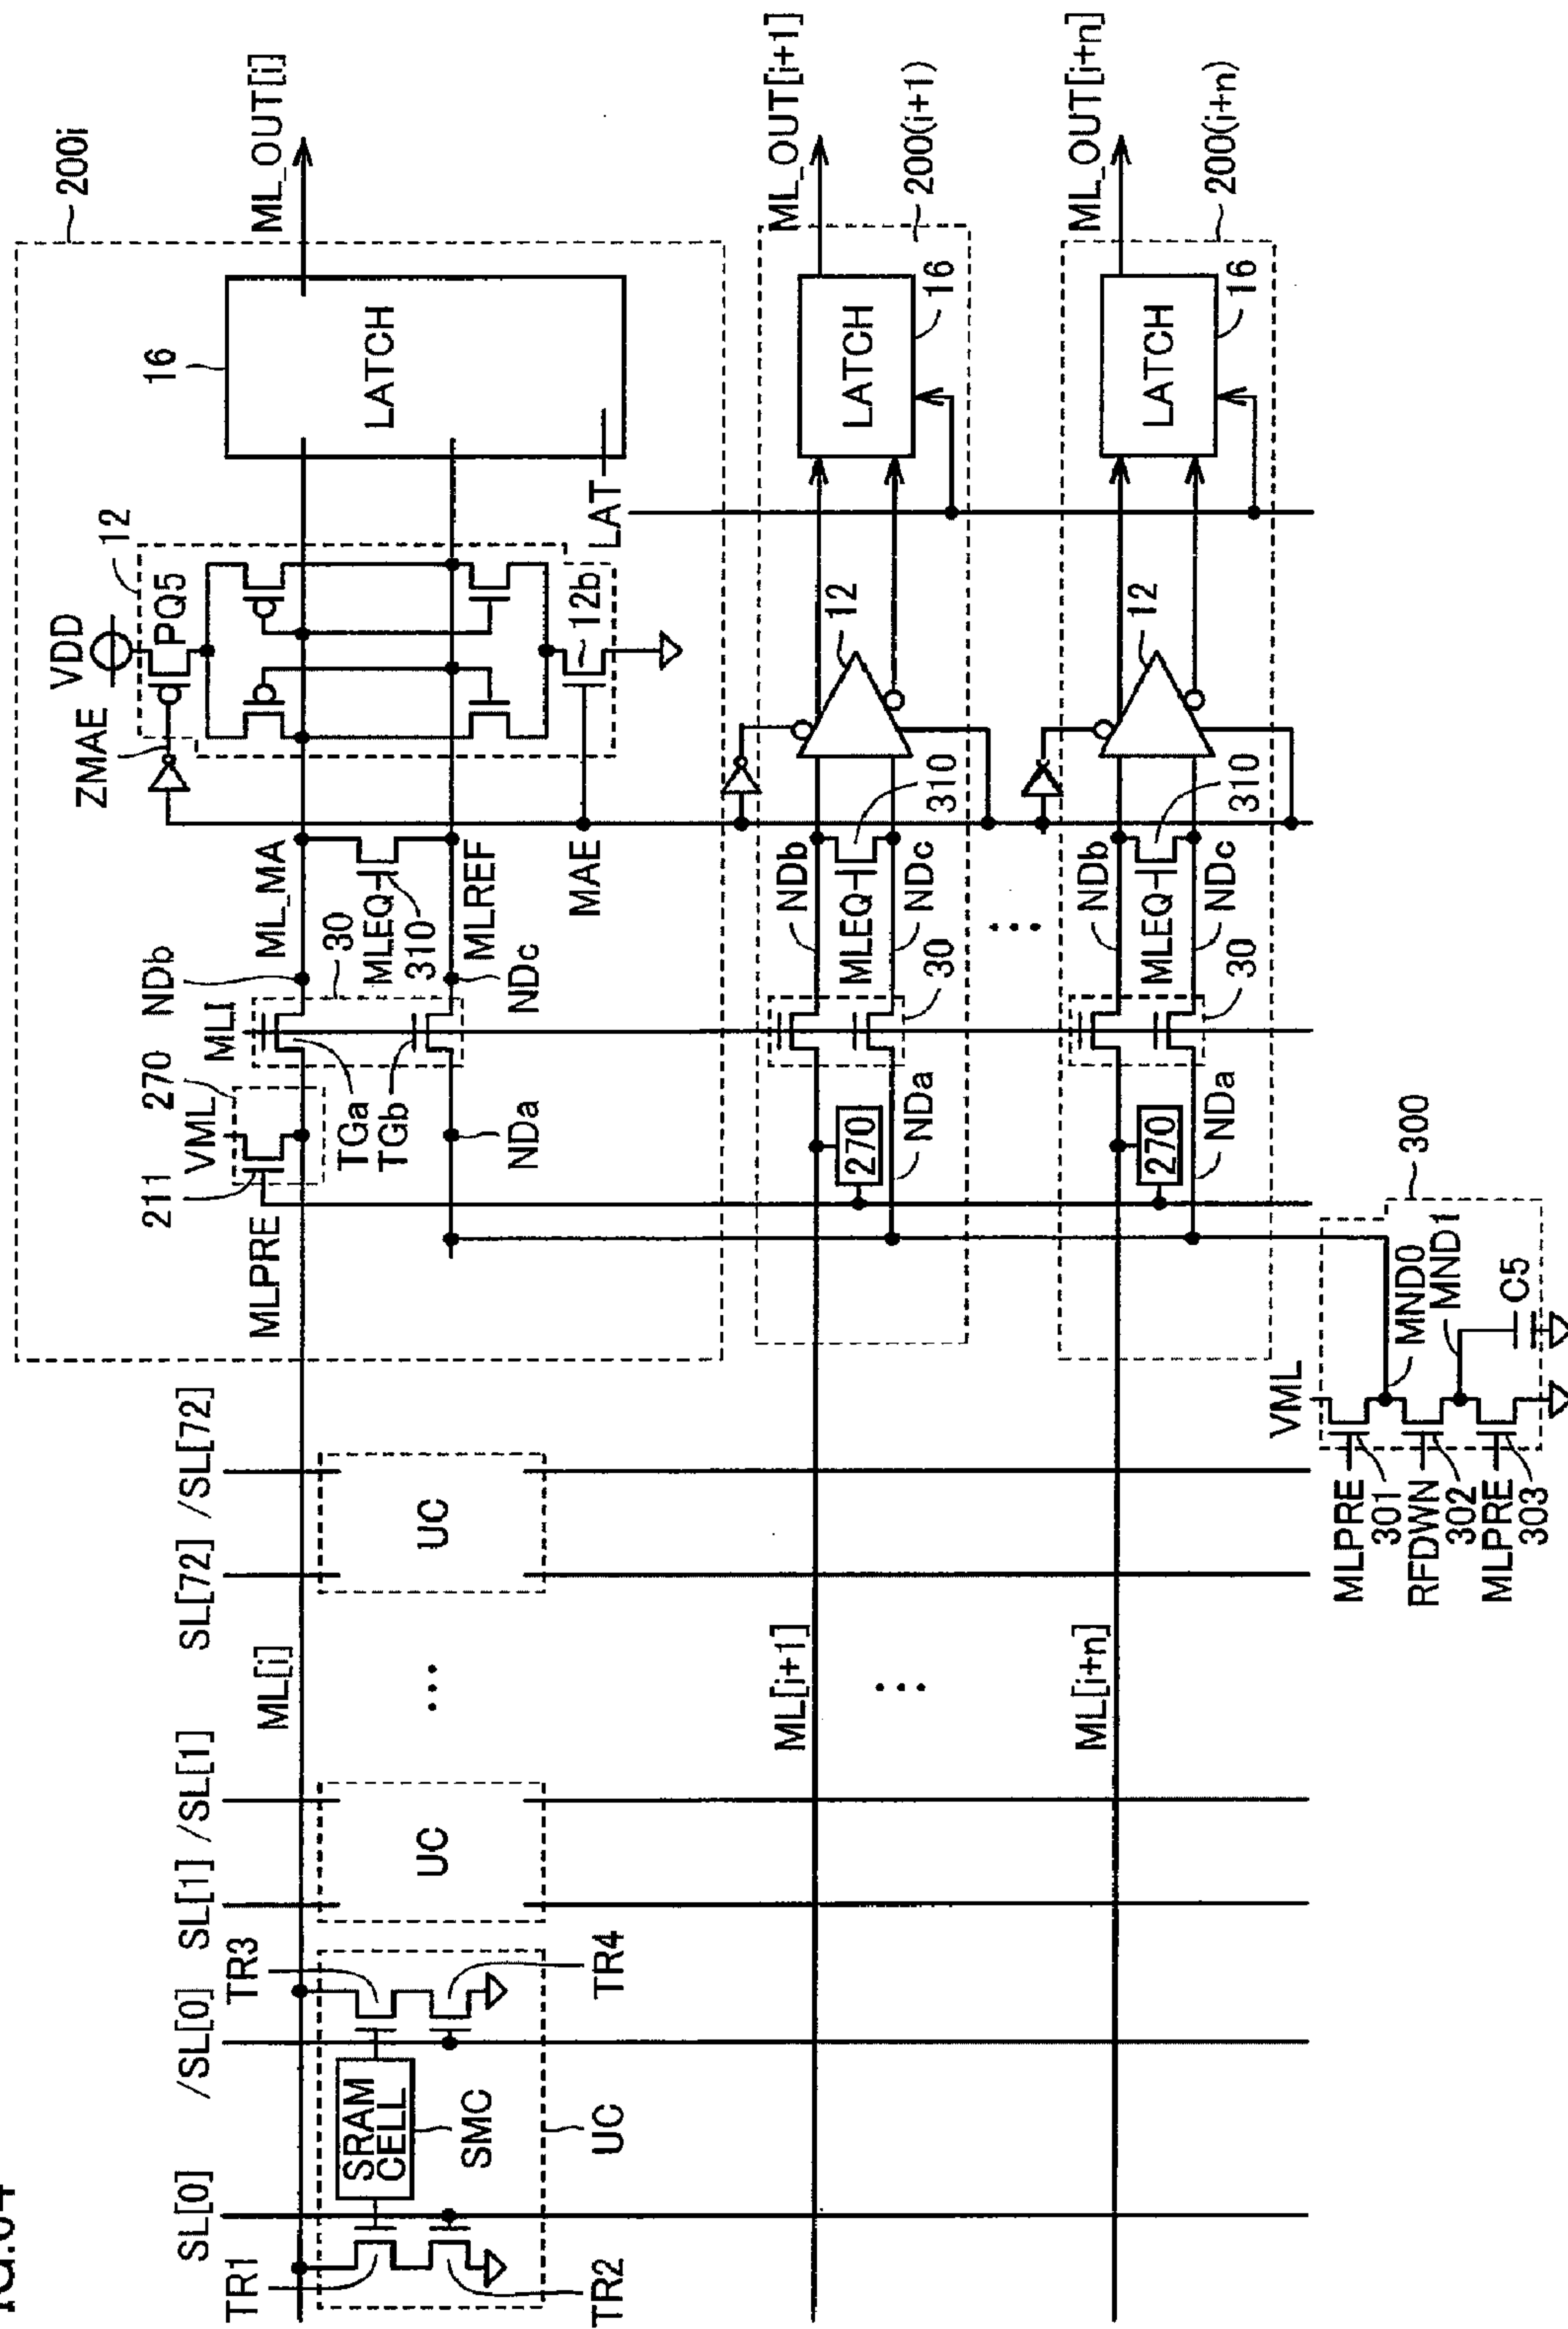 200i
ML_OUT[i]
16
LATCH
LAT
12
VDD
PQ5
12b
ZMAE
MAE
ML_MA
30
MLEQ
310
MLREF
NDb
NDc
MLI
270
VML
211
TGa
TGb
NDa
MLPRE
ML_OUT[i+1]
200(i+1)
16
LATCH
12
310
NDb
MLEQ
NDc
30
270
NDa
ML_OUT[i+n]
200(i+n)
16
LATCH
12
310
NDb
MLEQ
NDc
30
270
NDa
300
MND0
MND1
C5
VML
MLPRE
301
RFDWN
302
MLPRE
303
SL[72] /SL[72]
UC
ML[i]
SL[1] /SL[1]
UC
ML[i+1]
ML[i+n]
/SL[0]
TR3
TR4
SRAM
CELL
SMC
UC
SL[0]
TR1
TR2